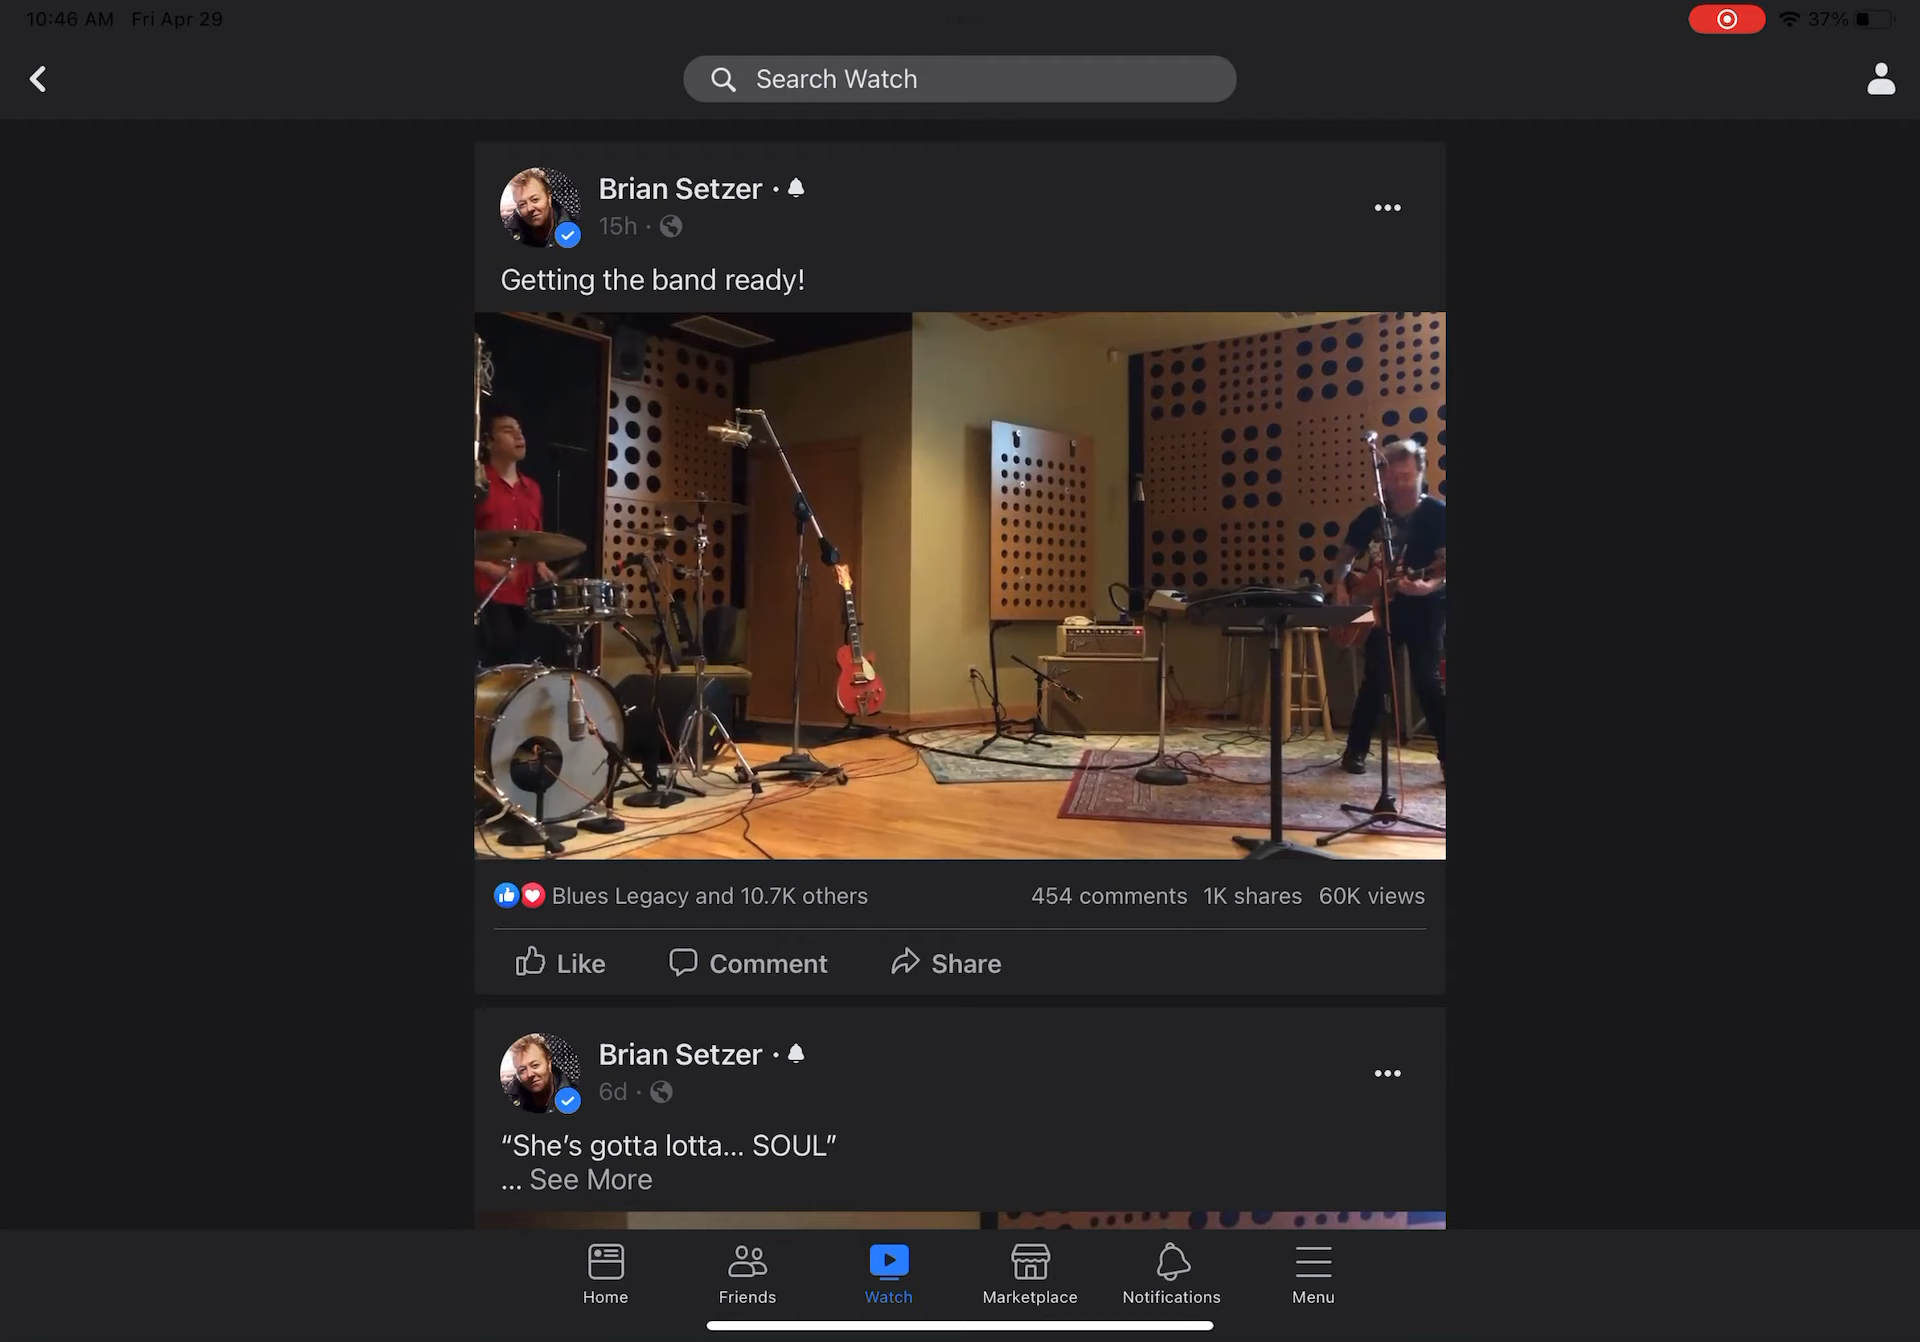 10:46 AM Fri Apr 29
37%
Search Watch
Brian Setzer ·
15h ·
Getting the band ready!
Blues Legacy and 10.7K others
454 comments 1K shares 60K views
Like Comment Share
Brian Setzer ·
6d ·
“She’s gotta lotta... SOUL”
... See More
Home Friends Watch Marketplace Notifications Menu